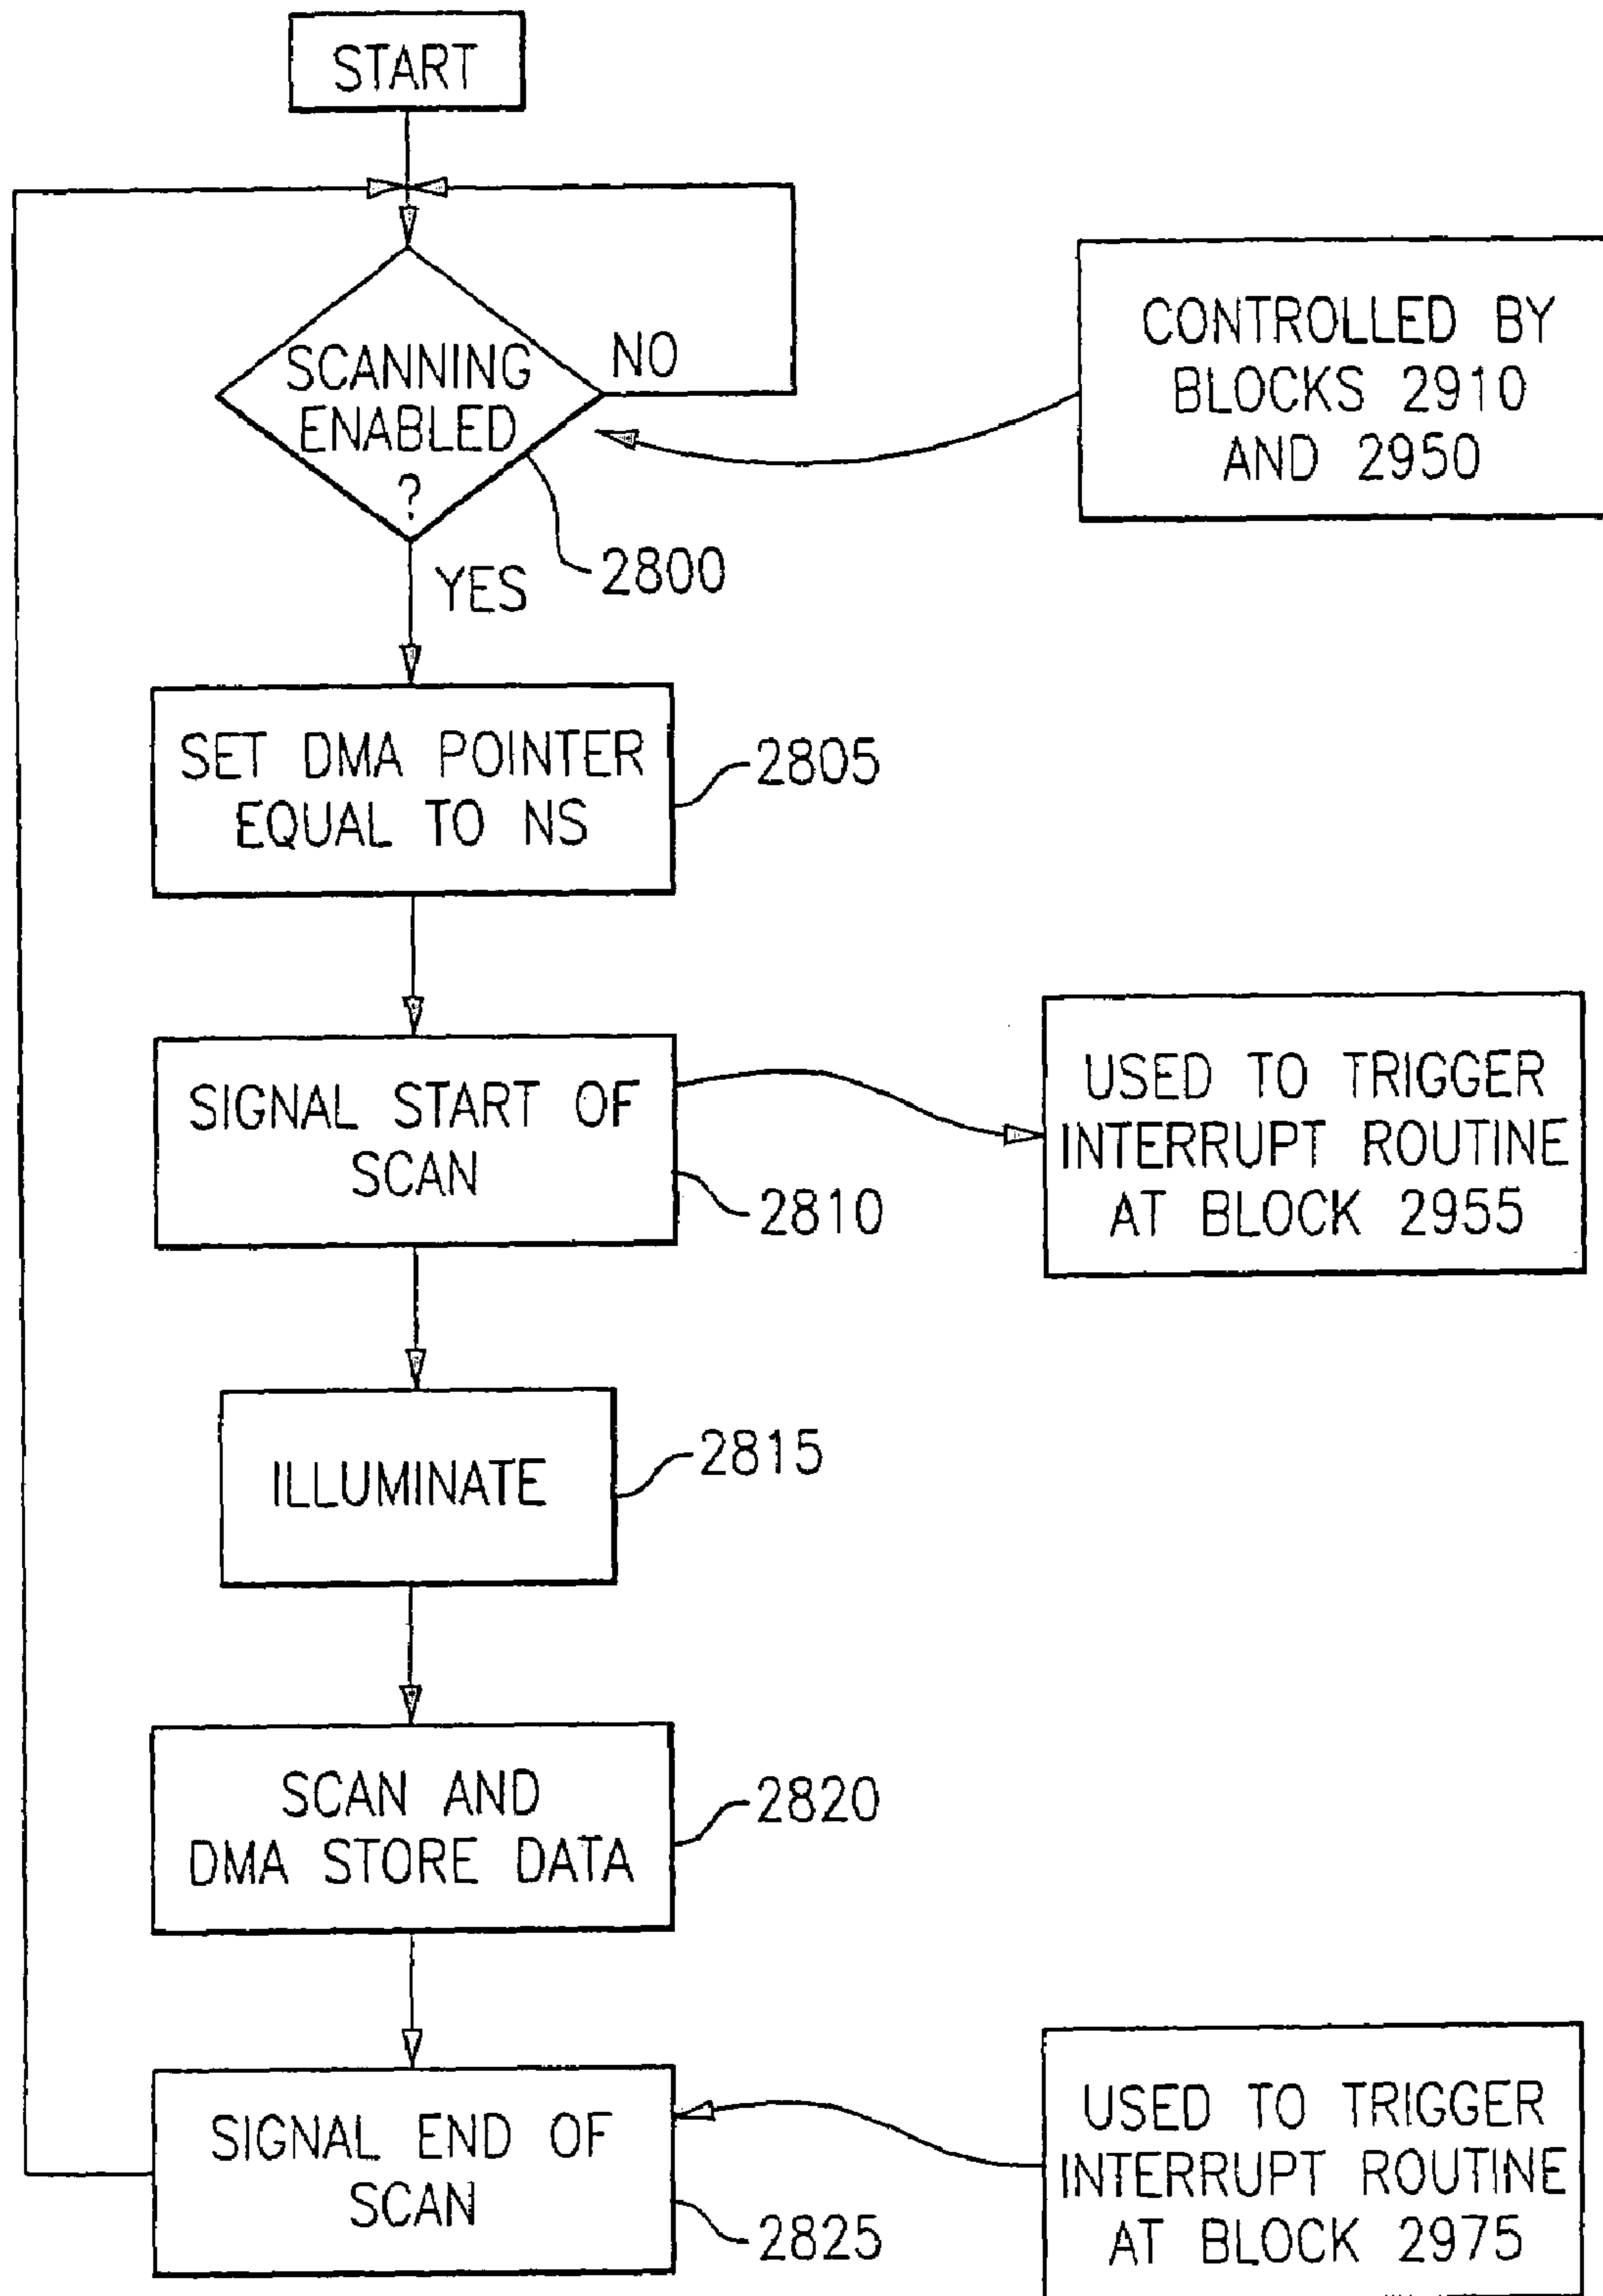 START
SCANNING
ENABLED
?
NO
YES
2800
CONTROLLED BY
BLOCKS 2910
AND 2950
SET DMA POINTER
EQUAL TO NS
2805
SIGNAL START OF
SCAN
2810
USED TO TRIGGER
INTERRUPT ROUTINE
AT BLOCK 2955
ILLUMINATE
2815
SCAN AND
DMA STORE DATA
2820
SIGNAL END OF
SCAN
2825
USED TO TRIGGER
INTERRUPT ROUTINE
AT BLOCK 2975